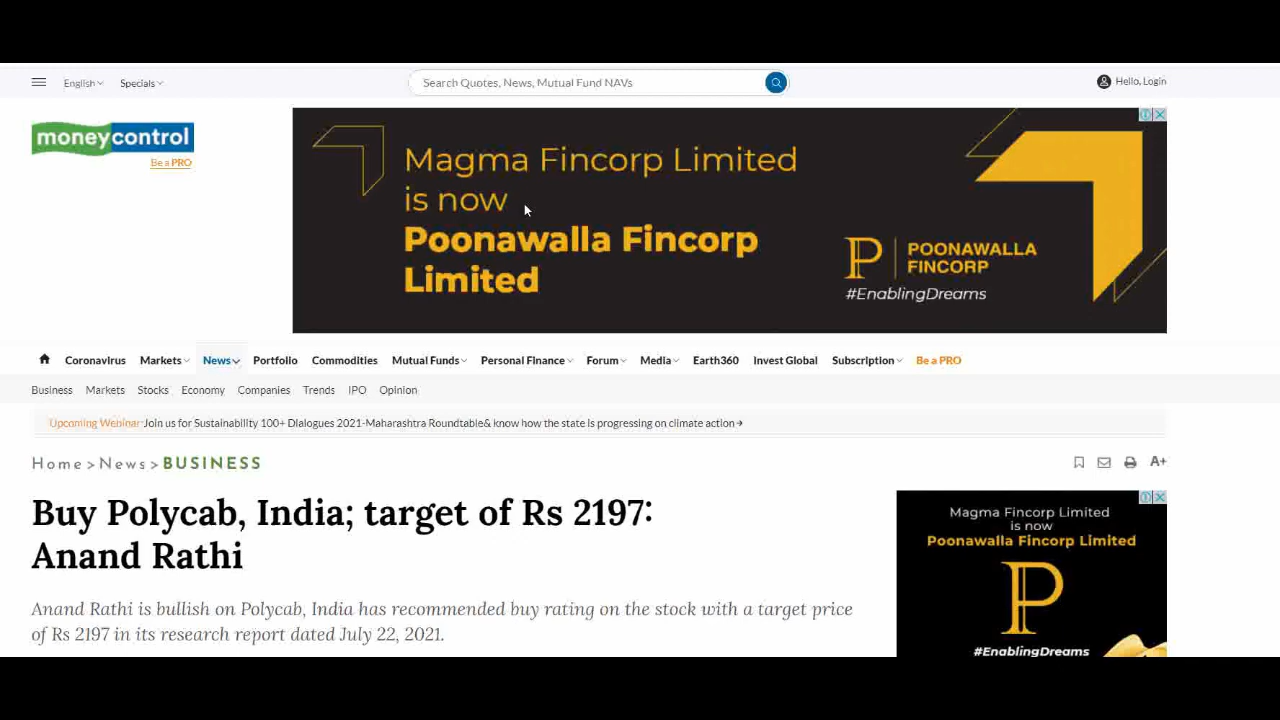 English
Specials
Search Quotes, News, Mutual Fund NAVs
Hello, Login
moneycontrol
Be a PRO
Magma Fincorp Limited
is now
Poonawalla Fincorp
Limited
P
POONAWALLA
FINCORP
#EnablingDreams
Coronavirus Markets News Portfolio Commodities Mutual Funds Personal Finance Forum Media Earth360 Invest Global Subscription Be a PRO
Business Markets Stocks Economy Companies Trends IPO Opinion
Upcoming Webinar:Join us for Sustainability 100+ Dialogues 2021-Maharashtra Roundtable& know how the state is progressing on climate action
Home > News > BUSINESS
A+
Buy Polycab, India; target of Rs 2197:
Anand Rathi
Anand Rathi is bullish on Polycab, India has recommended buy rating on the stock with a target price
of Rs 2197 in its research report dated July 22, 2021.
Magma Fincorp Limited
is now
Poonawalla Fincorp Limited
P
#EnablingDreams